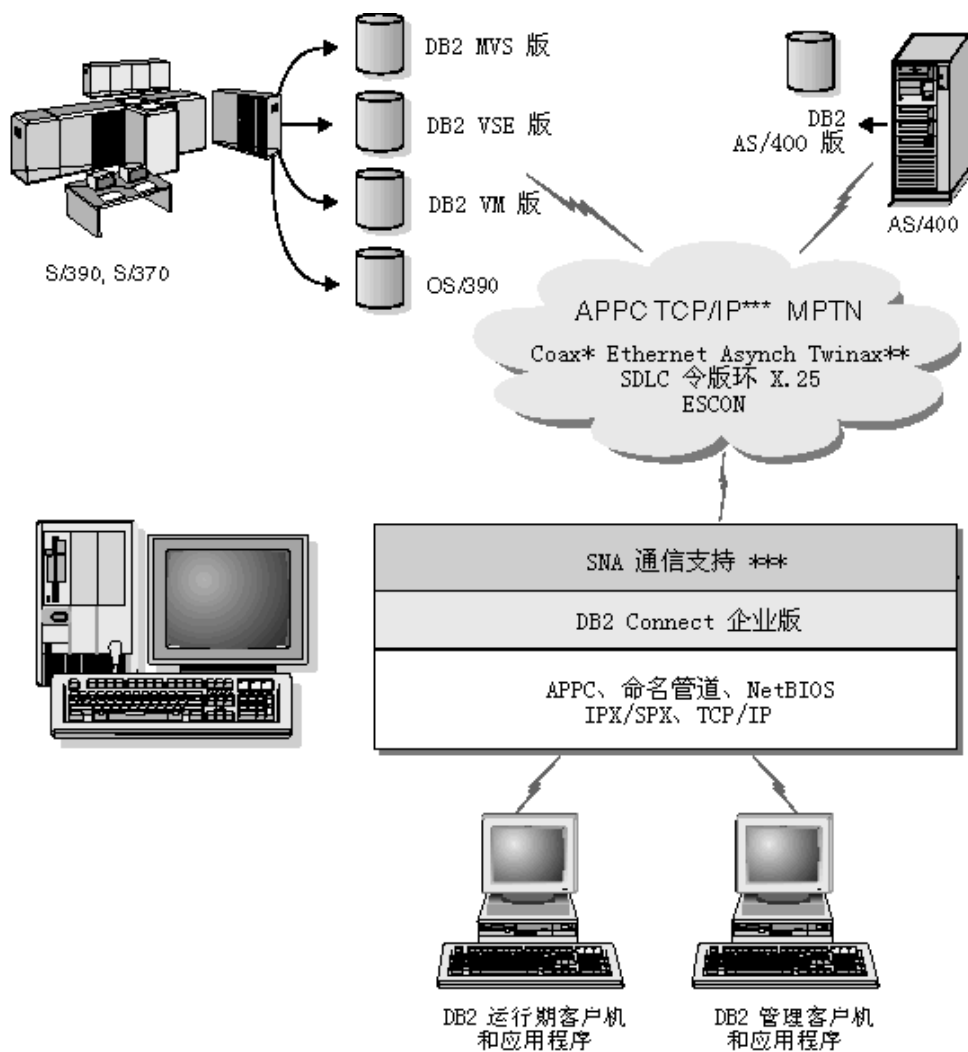 DB2 MVS 版
DB2 VSE 版
DB2 VM 版
OS/390
S/390, S/370
DB2
AS/400 版
AS/400
APPC TCP/IP*** MPTN
Coax* Ethernet Asynch Twinax**
SDLC 令版环 X.25
ESCON
SNA 通信支持 ***
DB2 Connect 企业版
APPC、命名管道、NetBIOS
IPX/SPX、TCP/IP
DB2 运行期客户机
和应用程序
DB2 管理客户机
和应用程序